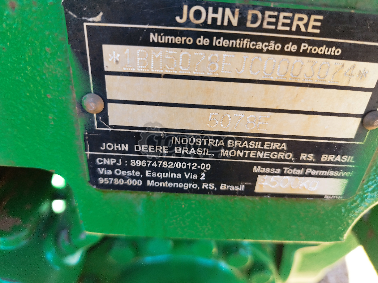 JOHN DEERE
Número de Identificação de Produto
INDÚSTRIA BRASILEIRA
JOHN DEERE BRASIL, MONTENEGRO, RS, BRASIL
CNPJ : 89674782/0012-00
Massa Total Permissível
Via Oeste, Esquina Via 2
95780-000 Montenegro, RS, Brasil